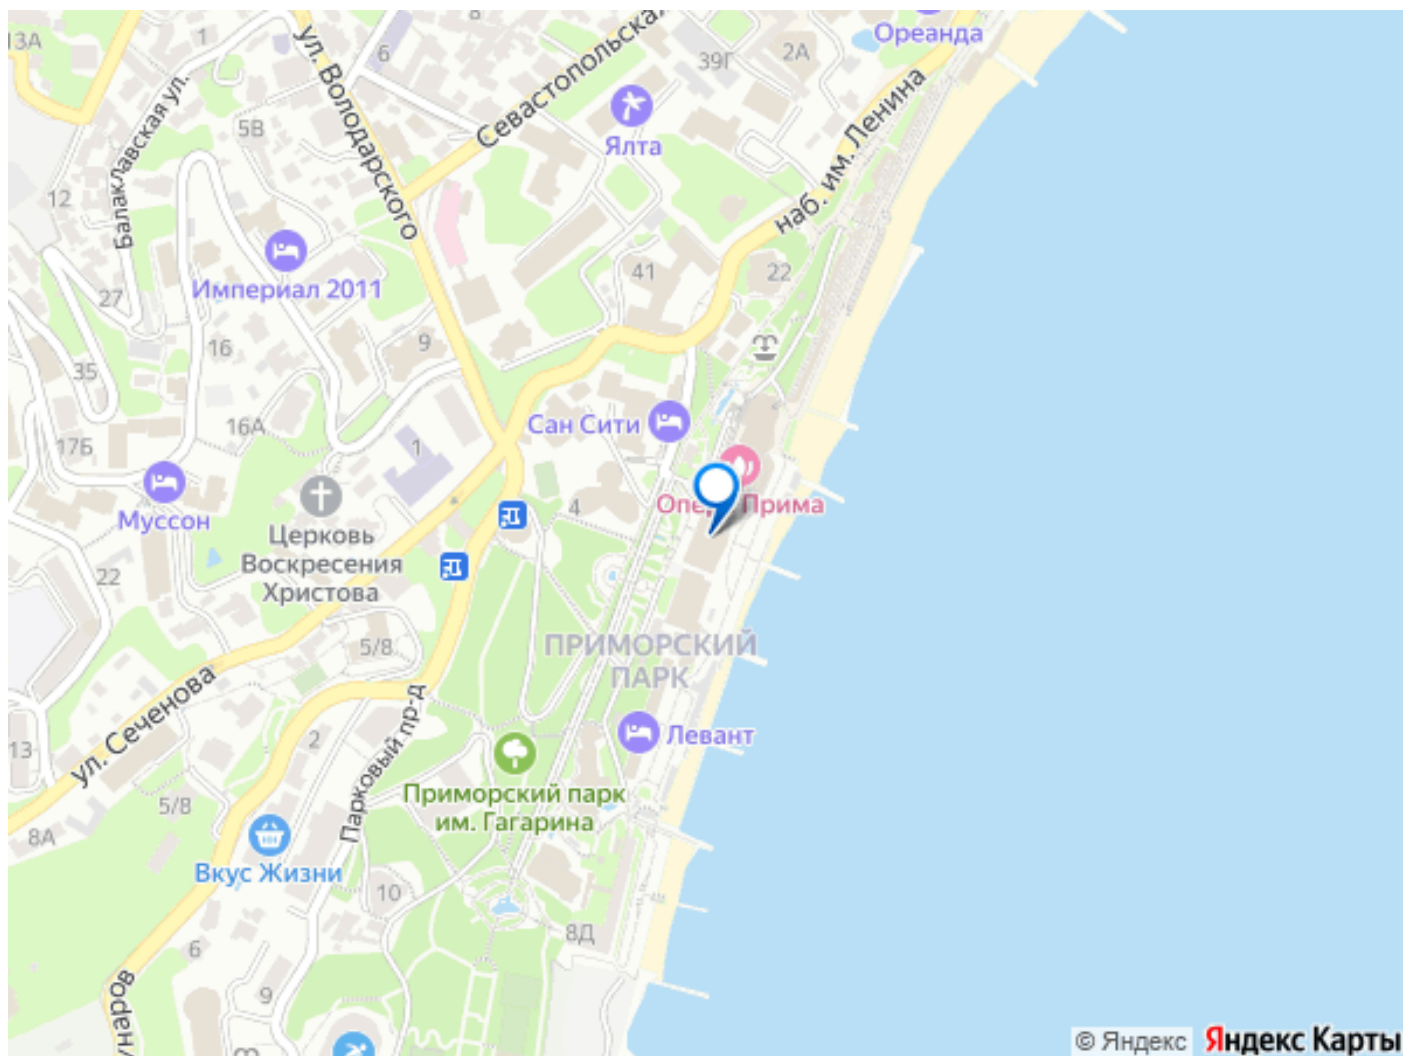 13А
1
8
Ореанда
6
39Г
2А
ул. Володарского
Севастопольская
наб. им. Ленина
Балаклавская ул.
5В
Ялта
12
Империал 2011
41
22
27
16
9
35
16А
Сан Сити
17Б
1
Муссон
Опера Прима
4
Церковь
Воскресения
Христова
22
5/8
ПРИМОРСКИЙ
ПАРК
ул. Сеченова
Парковый пр-д
13
2
Левант
5/8
Приморский парк
им. Гагарина
8А
Вкус Жизни
10
8Д
6
9
унаров
© Яндекс
Яндекс Карты